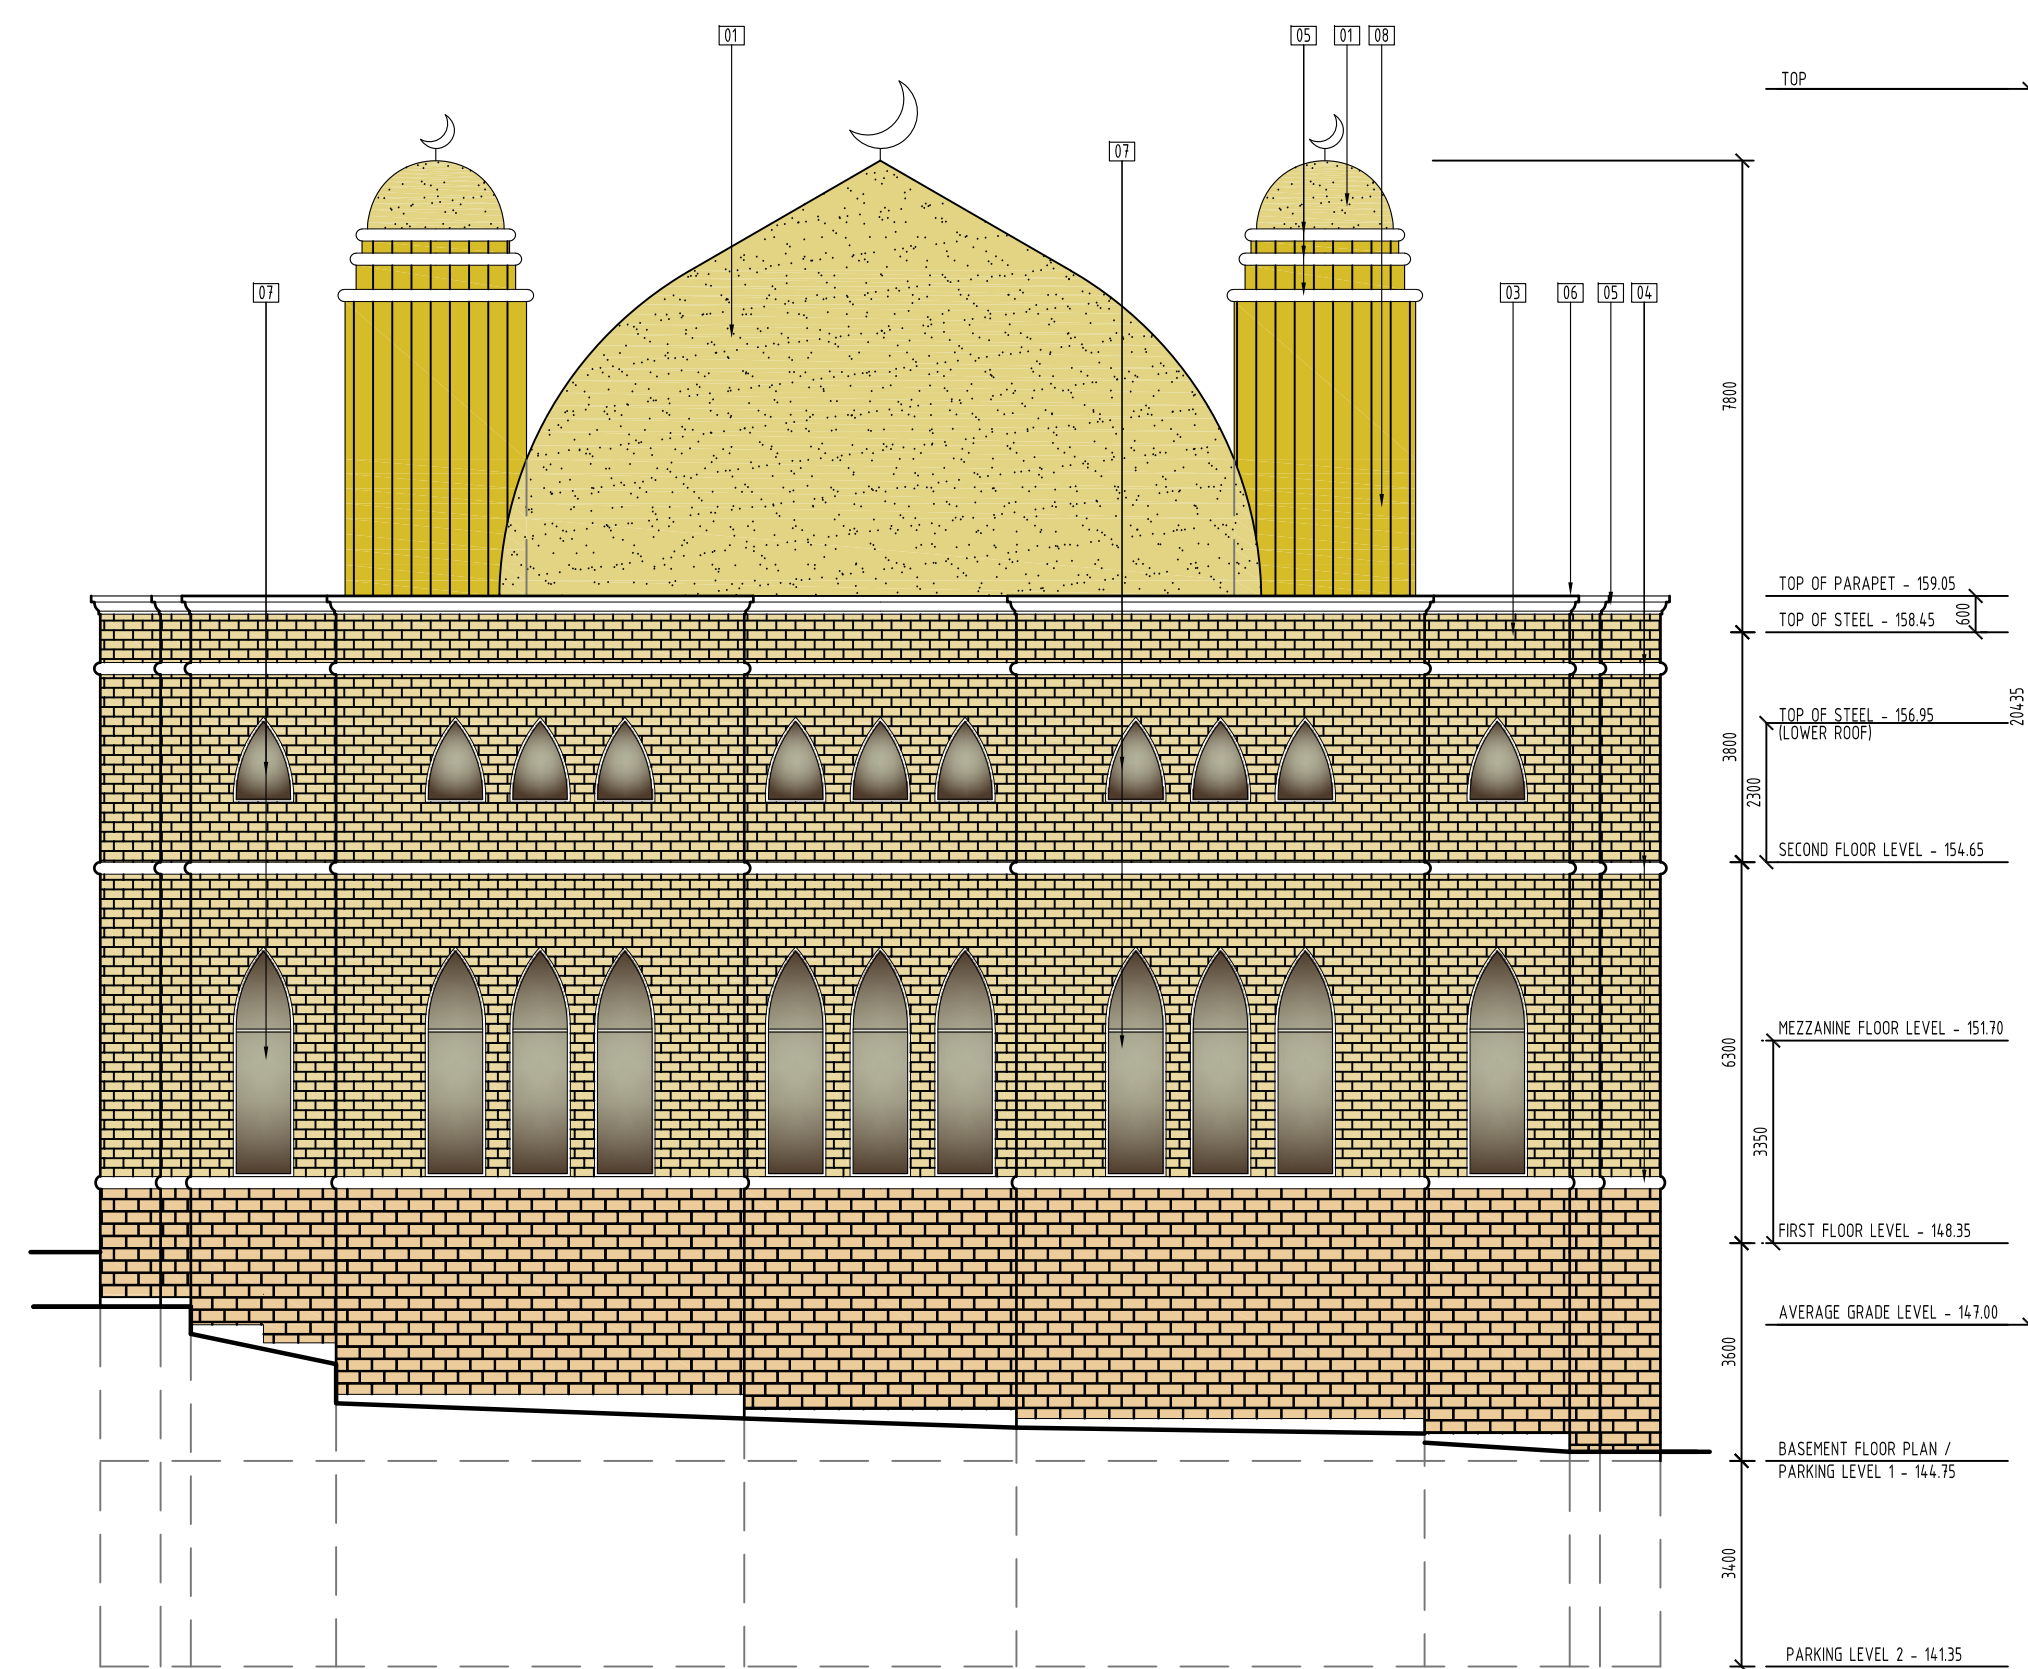 01
05
01
08
TOP
07
07
03
06
05
04
7800
TOP OF PARAPET - 159.05
600
TOP OF STEEL - 158.45
20435
TOP OF STEEL - 156.95
(LOWER ROOF)
3800
2300
SECOND FLOOR LEVEL - 154.65
MEZZANINE FLOOR LEVEL - 151.70
6300
3350
FIRST FLOOR LEVEL - 148.35
AVERAGE GRADE LEVEL - 147.00
3600
BASEMENT FLOOR PLAN /
PARKING LEVEL 1 - 144.75
3400
PARKING LEVEL 2 - 141.35